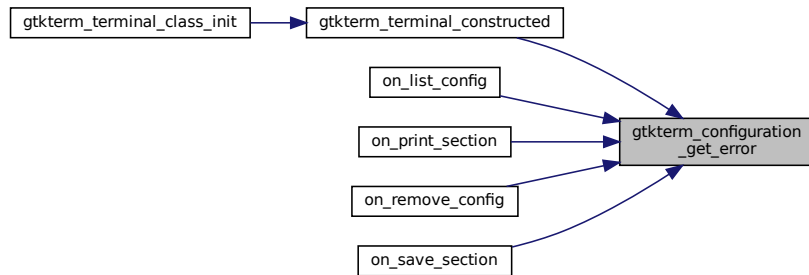 gtkterm_terminal_class_init
gtkterm_terminal_constructed
on_list_config
on_print_section
on_remove_config
on_save_section
gtkterm_configuration
_get_error